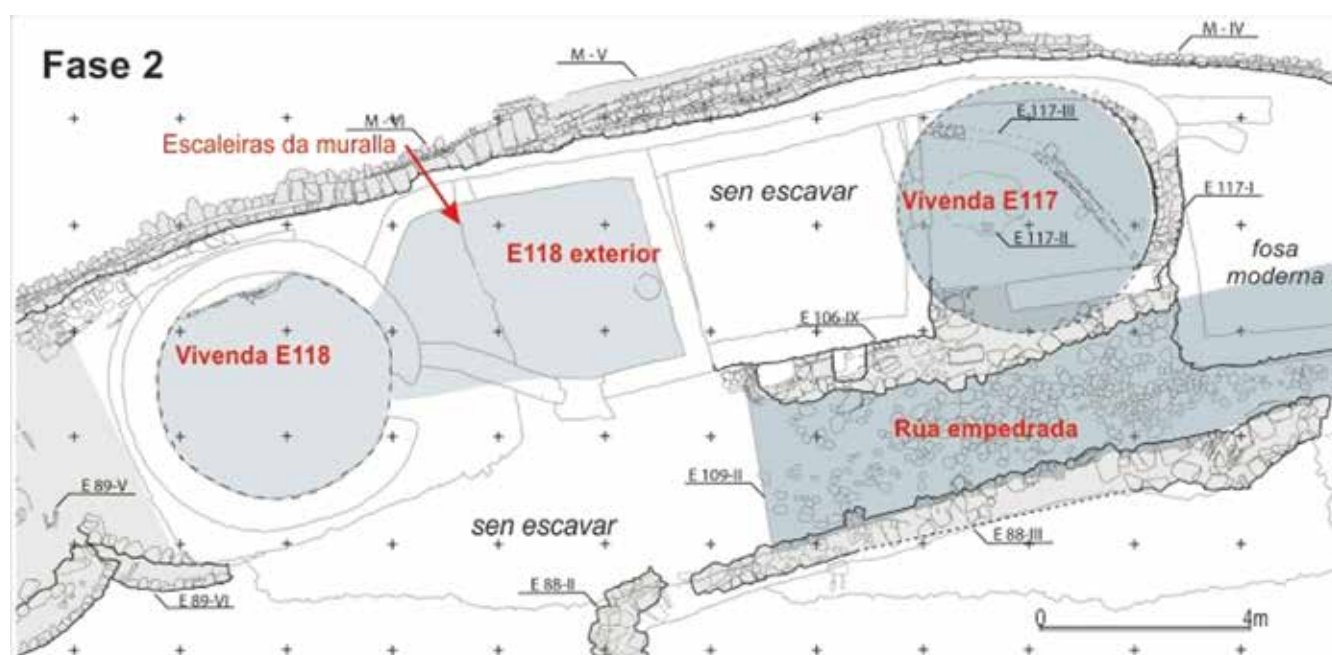 Fase 2
M - V
M - IV
M - VI
Escaleiras da muralla
E 117-III
sen escavar
Vivenda E117
E 117-I
E 117-II
E118 exterior
fosa
moderna
E 106-IX
Vivenda E118
Rúa empedrada
E 109-II
E 89-V
sen escavar
E 88-III
E 88-II
E 89-VI
0
4m